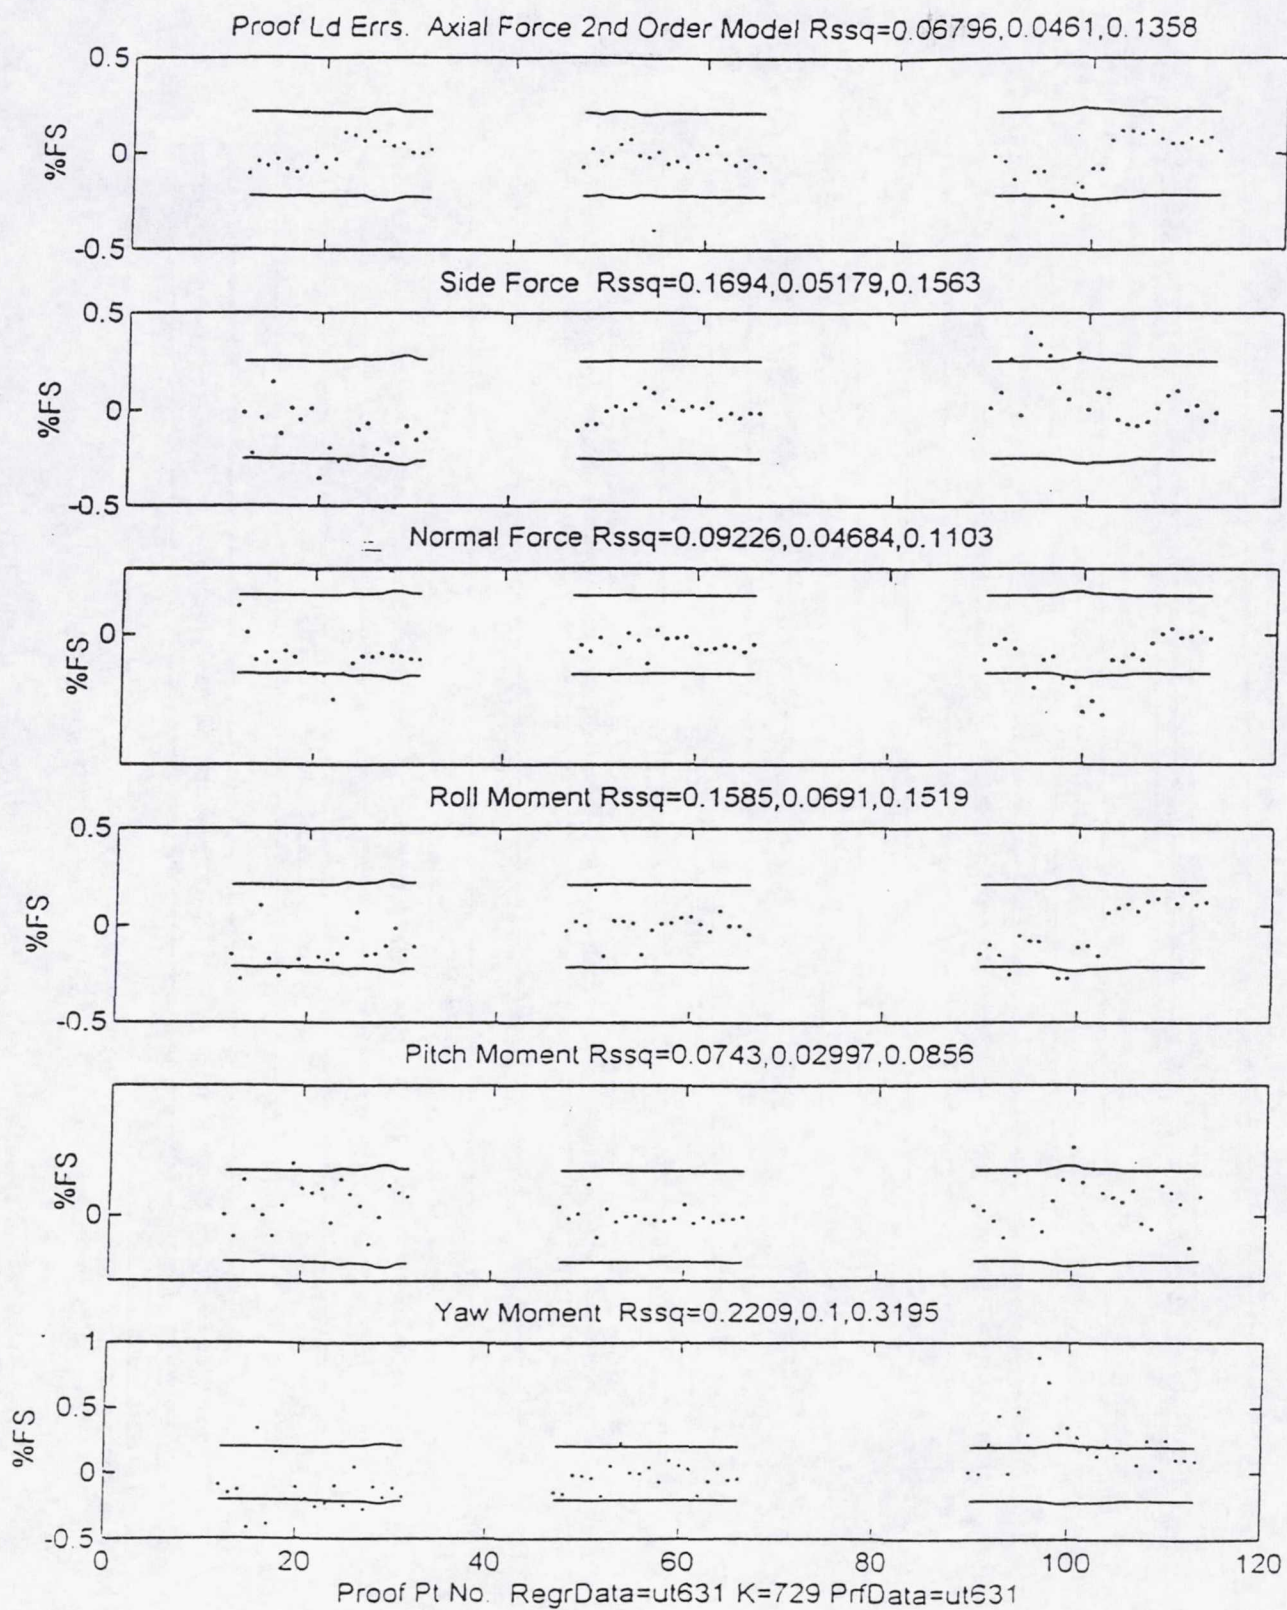 Proof Ld Errs. Axial Force 2nd Order Model Rssq=0.06796,0.0461,0.1358
0.5
%FS
0
-0.5
Side Force Rssq=0.1694,0.05179,0.1563
0.5
%FS
0
-0.5
Normal Force Rssq=0.09226,0.04684,0.1103
%FS
0
Roll Moment Rssq=0.1585,0.0691,0.1519
0.5
%FS
0
-0.5
Pitch Moment Rssq=0.0743,0.02997,0.0856
%FS
0
Yaw Moment Rssq=0.2209,0.1,0.3195
1
0.5
%FS
0
-0.5
0 20 40 60 80 100 120
Proof Pt No. RegrData=ut631 K=729 PrfData=ut631